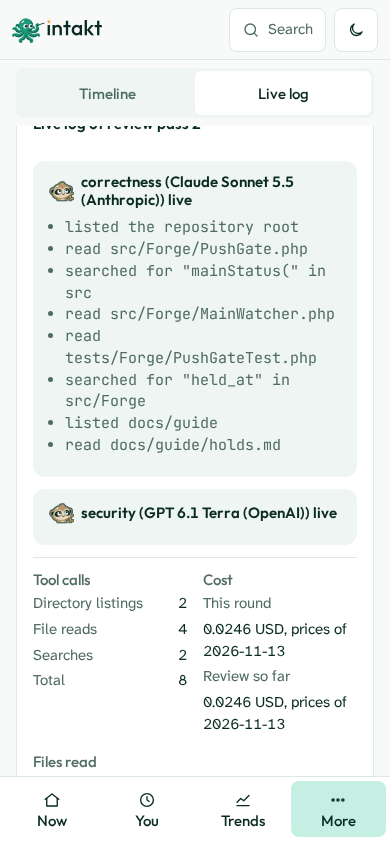 intakt
Search
Timeline
Live log
Live log of review pass 2
correctness (Claude Sonnet 5.5
(Anthropic)) live
• listed the repository root
• read src/Forge/PushGate.php
• searched for "mainStatus(" in
src
• read src/Forge/MainWatcher.php
• read
tests/Forge/PushGateTest.php
• searched for "held_at" in
src/Forge
• listed docs/guide
• read docs/guide/holds.md
security (GPT 6.1 Terra (OpenAI)) live
Tool calls
Directory listings 2
File reads 4
Searches 2
Total 8
Cost
This round
0.0246 USD, prices of
2026-11-13
Review so far
0.0246 USD, prices of
2026-11-13
Files read
Now
You
Trends
More